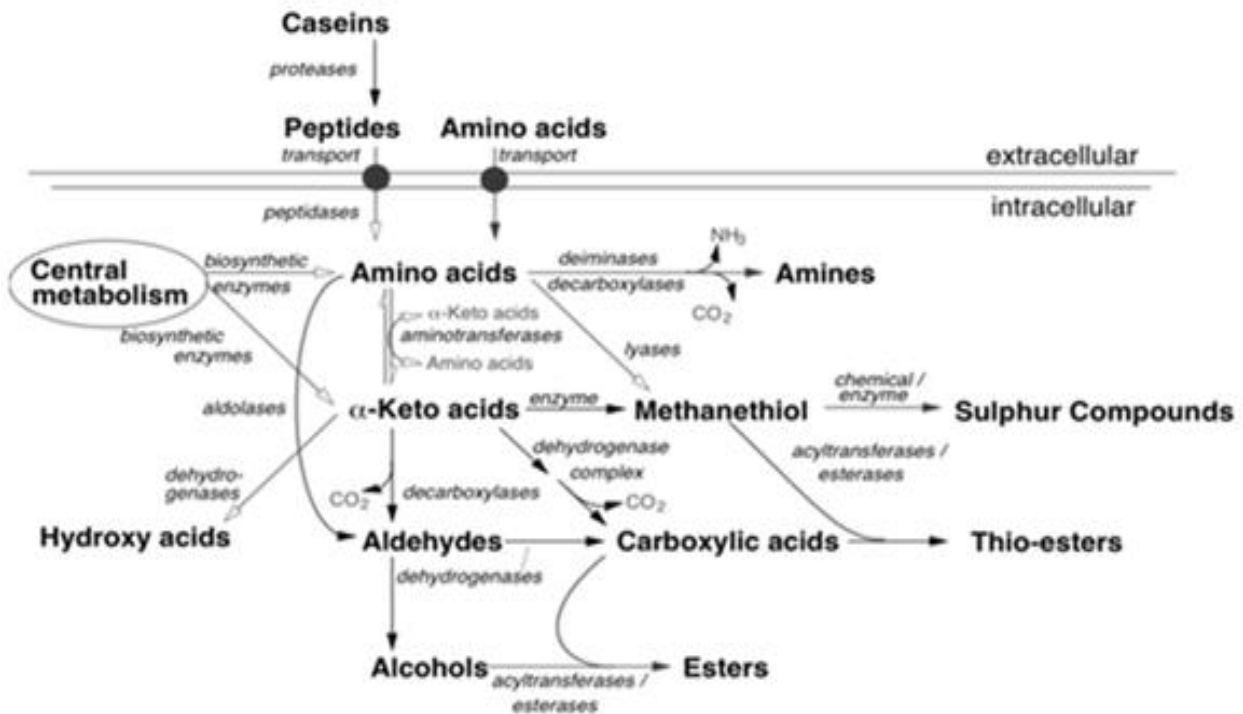 Caseins
proteases
Peptides Amino acids
transport transport
extracellular
intracellular
peptidases
NH3
Central
metabolism
biosynthetic
enzymes
Amino acids
deiminases
decarboxylases
Amines
CO2
biosynthetic
enzymes
α-Keto acids
aminotransferases
Amino acids
lyases
aldolases
α-Keto acids
enzyme
Methanethiol
chemical /
enzyme
Sulphur Compounds
dehydro-
genases
dehydrogenase
complex
acyltransferases /
esterases
CO2
decarboxylases
CO2
Hydroxy acids
Aldehydes
dehydrogenases
Carboxylic acids
Thio-esters
Alcohols
acyltransferases /
esterases
Esters